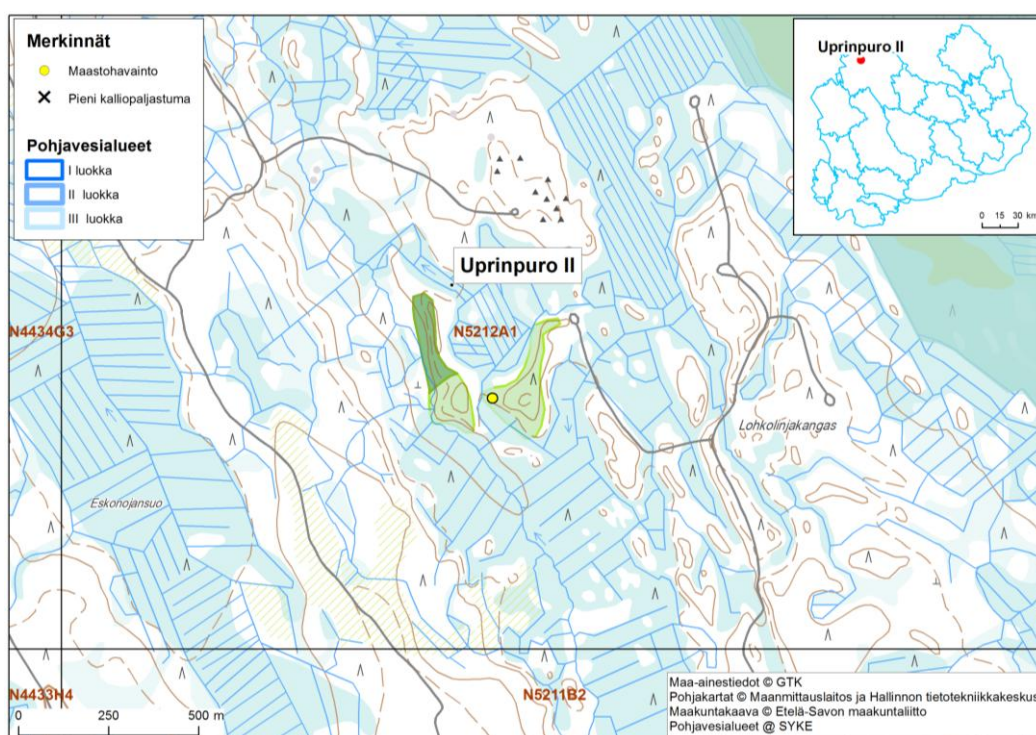 Merkinnät
Maastohavainto
Pieni kalliopaljastuma
Pohjavesialueet
I luokka
II luokka
III luokka
Uprinpuro II
0 15 30 km
Uprinpuro II
N4434G3
N5212A1
Lohkolinjakangas
Eskonojansuo
N4433H4
N5211B2
0 250 500 m
Maa-ainestiedot © GTK
Pohjakartat © Maanmittauslaitos ja Hallinnon tietotekniikkakeskus
Maakuntakaava © Etelä-Savon maakuntaliitto
Pohjavesialueet @ SYKE